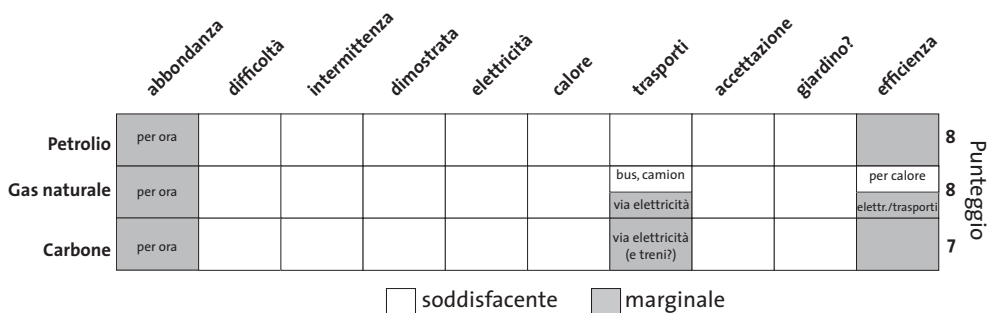 abbondanza difficoltà intermittenza dimostrata elettricità calore trasporti accettazione giardino? efficienza
Petrolio per ora 8
Gas naturale per ora bus, camion via elettricità per calore elettr./trasporti 8
Carbone per ora via elettricità (e treni?) 7
Punteggio
soddisfacente marginale